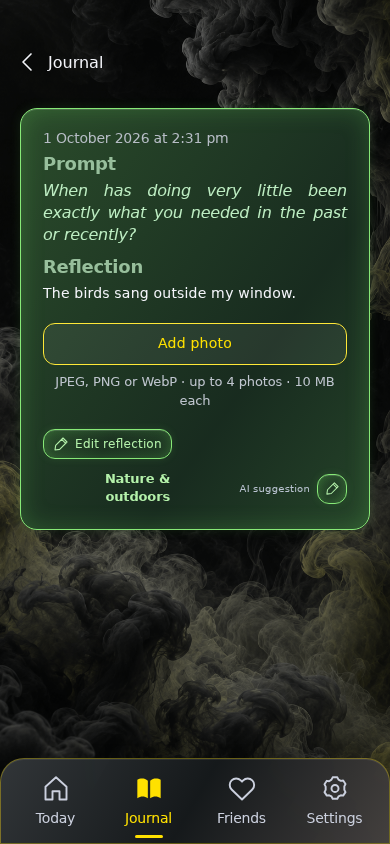 Journal
1 October 2026 at 2:31 pm
Prompt
When has doing very little been
exactly what you needed in the past
or recently?
Reflection
The birds sang outside my window.
Add photo
JPEG, PNG or WebP · up to 4 photos · 10 MB
each
Edit reflection
Nature &
outdoors
AI suggestion
Today
Journal
Friends
Settings